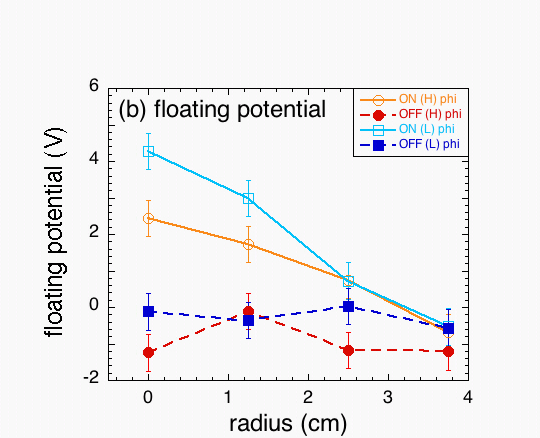 6
(b) floating potential
ON (H) phi
OFF (H) phi
ON (L) phi
OFF (L) phi
4
2
0
-2
floating potential (V)
0 1 2 3 4
radius (cm)